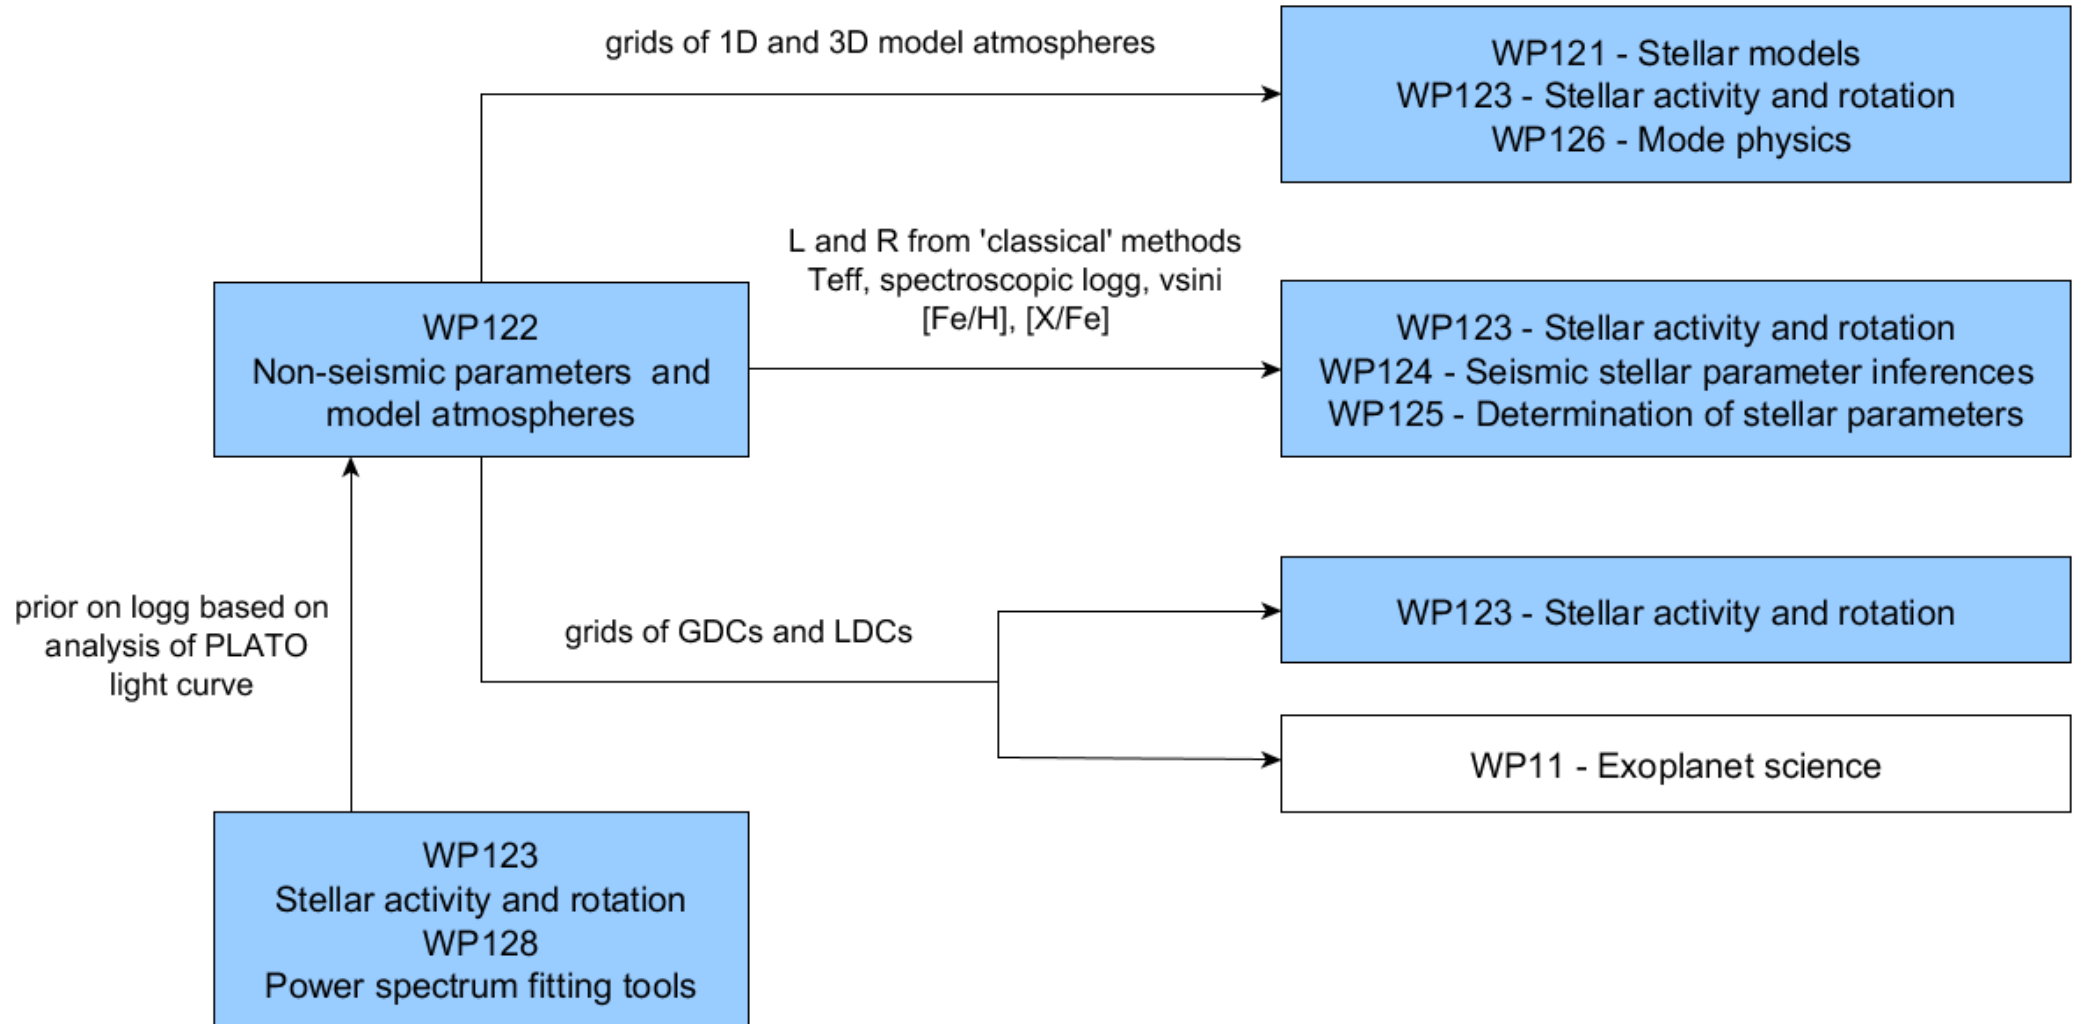 grids of 1D and 3D model atmospheres
WP121 - Stellar models
WP123 - Stellar activity and rotation
WP126 - Mode physics
L and R from 'classical' methods
Teff, spectroscopic logg, vsini
[Fe/H], [X/Fe]
WP122
Non-seismic parameters and
model atmospheres
WP123 - Stellar activity and rotation
WP124 - Seismic stellar parameter inferences
WP125 - Determination of stellar parameters
prior on logg based on
analysis of PLATO
light curve
grids of GDCs and LDCs
WP123 - Stellar activity and rotation
WP11 - Exoplanet science
WP123
Stellar activity and rotation
WP128
Power spectrum fitting tools